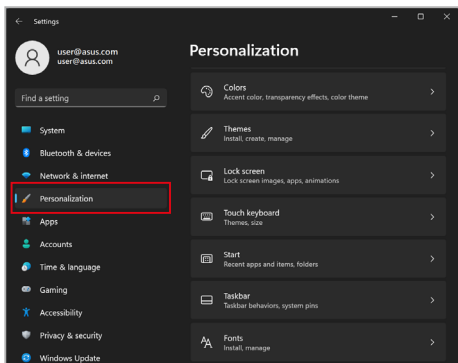 Settings
user@asus.com
user@asus.com
Find a setting
System
Bluetooth & devices
Network & internet
Personalization
Apps
Accounts
Time & language
Gaming
Accessibility
Privacy & security
Windows Update
Personalization
Colors
Accent color, transparency effects, color theme
Themes
Install, create, manage
Lock screen
Lock screen images, apps, animations
Touch keyboard
Themes, size
Start
Recent apps and items, folders
Taskbar
Taskbar behaviors, system pins
Fonts
Install, manage